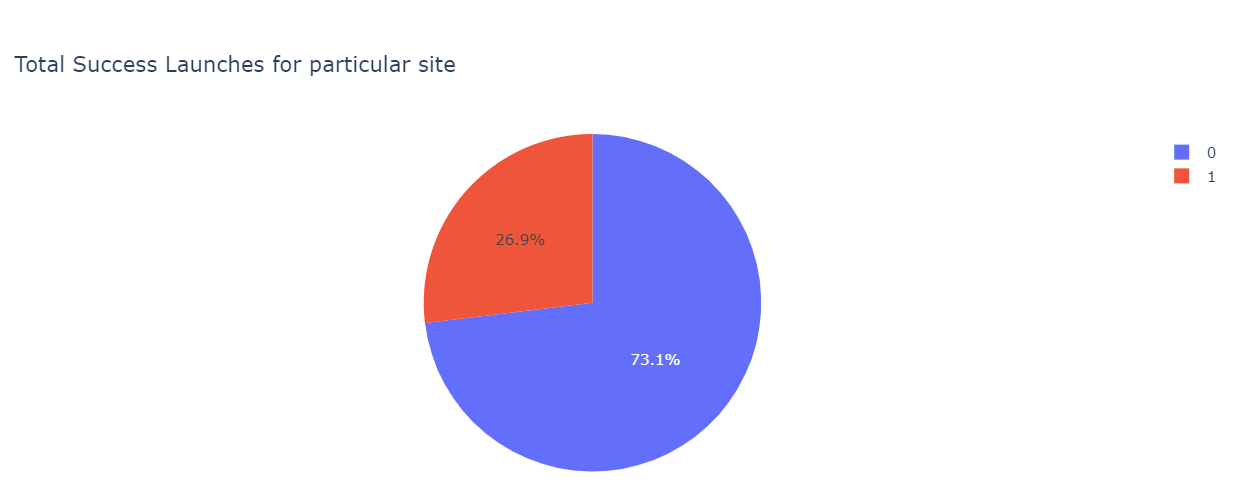 Total Success Launches for particular site
0
1
26.9%
73.1%